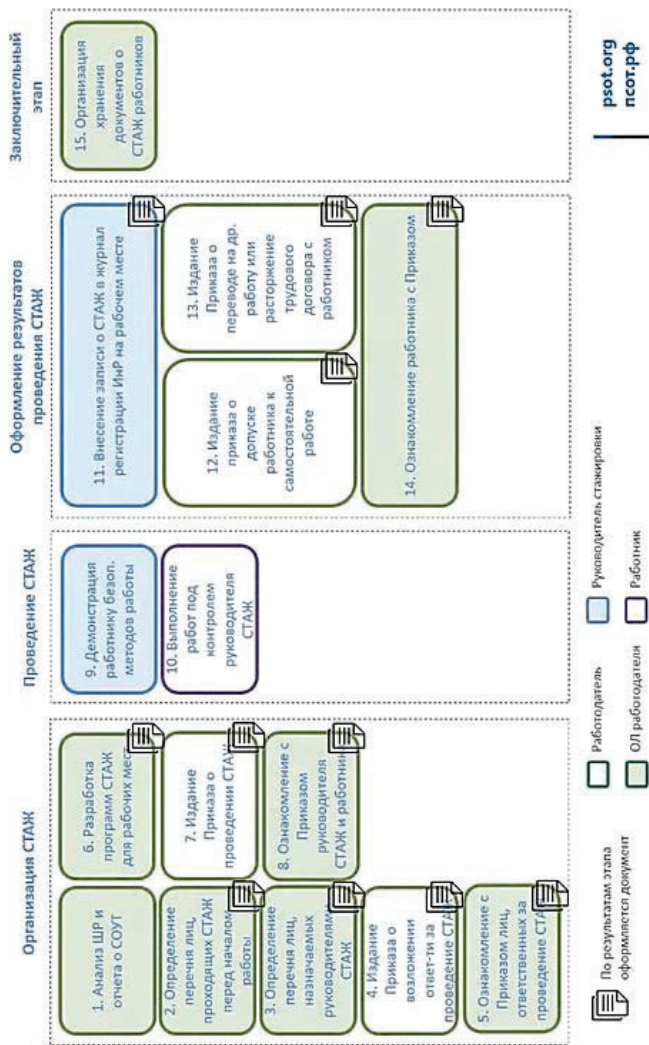 Организация СТАЖ
1. Анализ ШР и
отчета о СОУТ
2. Определение
перечня лиц,
проходящих СТАЖ
перед началом
работы
3. Определение
перечня лиц,
назначаемых
руководителями
СТАЖ
4. Издание
Приказа о
возложении
ответ-ти за
проведение СТАЖ
5. Ознакомление с
Приказом лиц,
ответственных за
проведение СТАЖ
6. Разработка
программ СТАЖ
для рабочих мест
7. Издание
Приказа о
проведении СТАЖ
8. Ознакомление с
Приказом
руководителя
СТАЖ и работник
Проведение СТАЖ
9. Демонстрация
работнику безоп.
методов работы
10. Выполнение
работ под
контролем
руководителя
СТАЖ
Оформление результатов
проведения СТАЖ
11. Внесение записи о СТАЖ в журнал
регистрации ИнР на рабочем месте
12. Издание
приказа о
допуске
работника к
самостоятельной
работе
13. Издание
Приказа о
переводе на др.
работу или
расторжение
трудового
договора с
работником
14. Ознакомление работника с Приказом
Заключительный
этап
15. Организация
хранения
документов о
СТАЖ работников
По результатам этапа
оформляется документ
Работодатель
ОЛ работодателя
Руководитель стажировки
Работник
psot.org
псот.рф